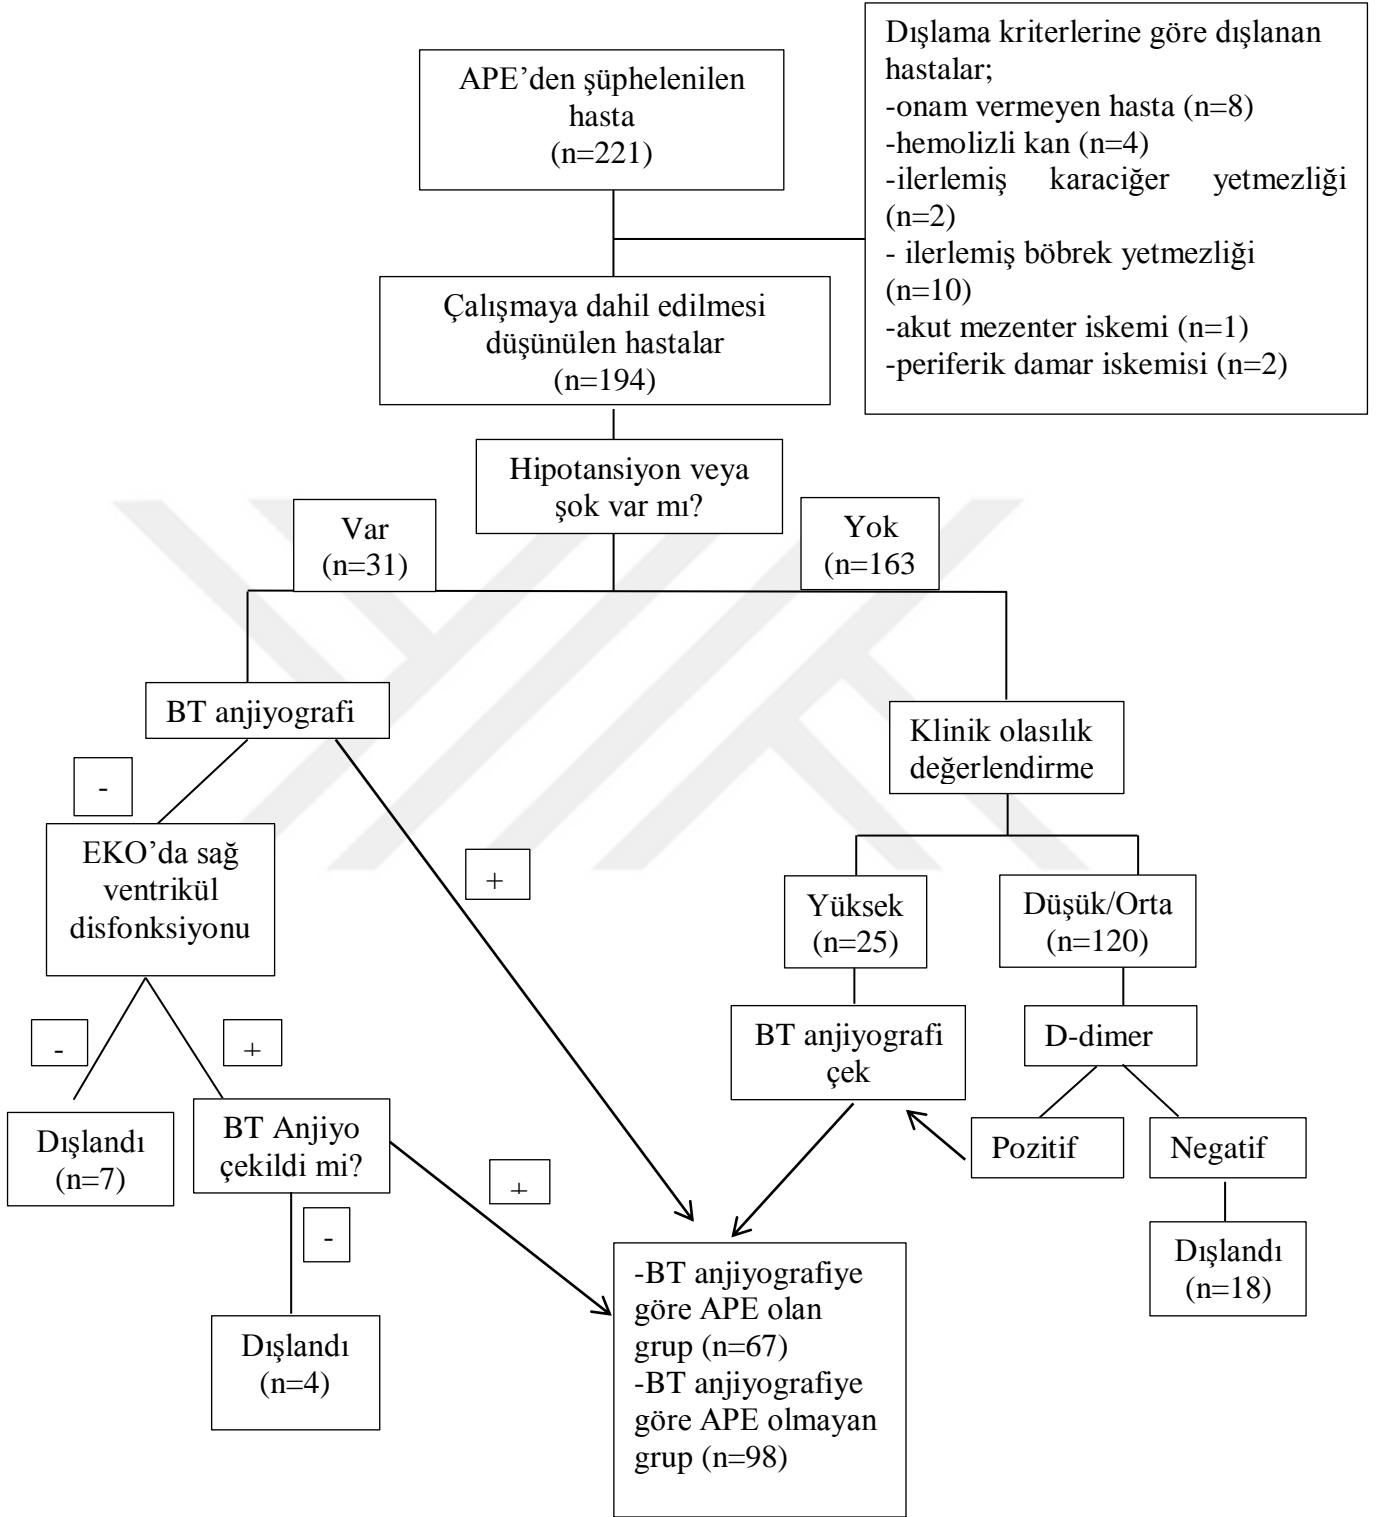 APE’den şüphelenilen
hasta
(n=221)
Dışlama kriterlerine göre dışlanan
hastalar;
-onam vermeyen hasta (n=8)
-hemolizli kan (n=4)
-ilerlemiş karaciğer yetmezliği
(n=2)
- ilerlemiş böbrek yetmezliği
(n=10)
-akut mezenter iskemi (n=1)
-periferik damar iskemisi (n=2)
Çalışmaya dahil edilmesi
düşünülen hastalar
(n=194)
Hipotansiyon veya
şok var mı?
Var
(n=31)
Yok
(n=163
BT anjiyografi
Klinik olasılık
değerlendirme
-
+
EKO’da sağ
ventrikül
disfonksiyonu
Yüksek
(n=25)
Düşük/Orta
(n=120)
BT anjiyografi
çek
D-dimer
-
+
Dışlandı
(n=7)
BT Anjiyo
çekildi mi?
Pozitif
Negatif
+
-
Dışlandı
(n=18)
Dışlandı
(n=4)
-BT anjiyografiye
göre APE olan
grup (n=67)
-BT anjiyografiye
göre APE olmayan
grup (n=98)